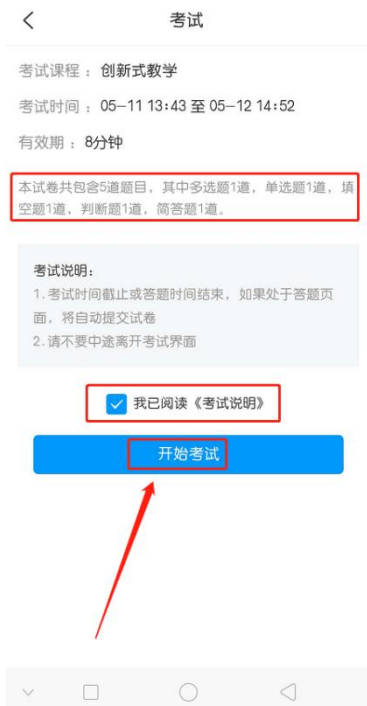 考试
考试课程：创新式教学
考试时间：05-11 13:43 至 05-12 14:52
有效期：8分钟
本试卷共包含5道题目，其中多选题1道，单选题1道，填
空题1道，判断题1道，简答题1道。
考试说明：
1.考试时间截止或答题时间结束，如果处于答题页
面，将自动提交试卷
2.请不要中途离开考试界面
我已阅读《考试说明》
开始考试